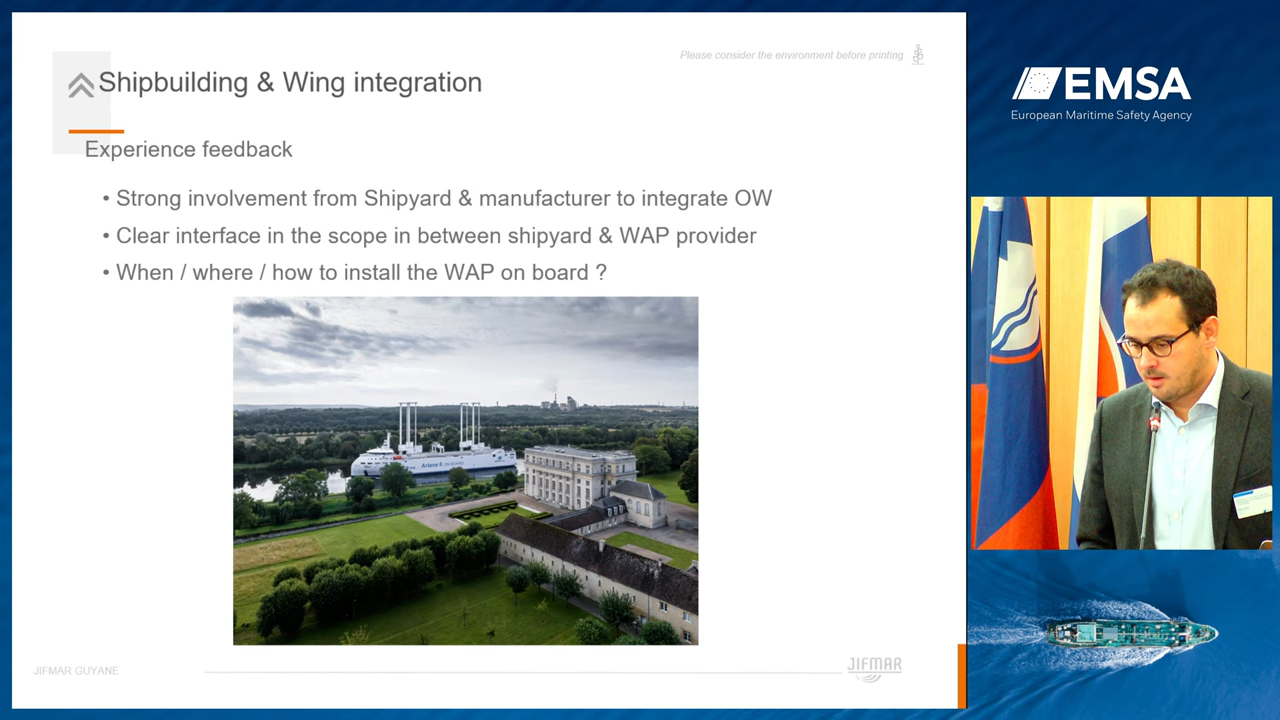 Please consider the environment before printing
Shipbuilding & Wing integration
Experience feedback
• Strong involvement from Shipyard & manufacturer to integrate OW
• Clear interface in the scope in between shipyard & WAP provider
• When / where / how to install the WAP on board ?
Ariane 6
JIFMAR GUYANE
JIFMAR
EMSA
European Maritime Safety Agency